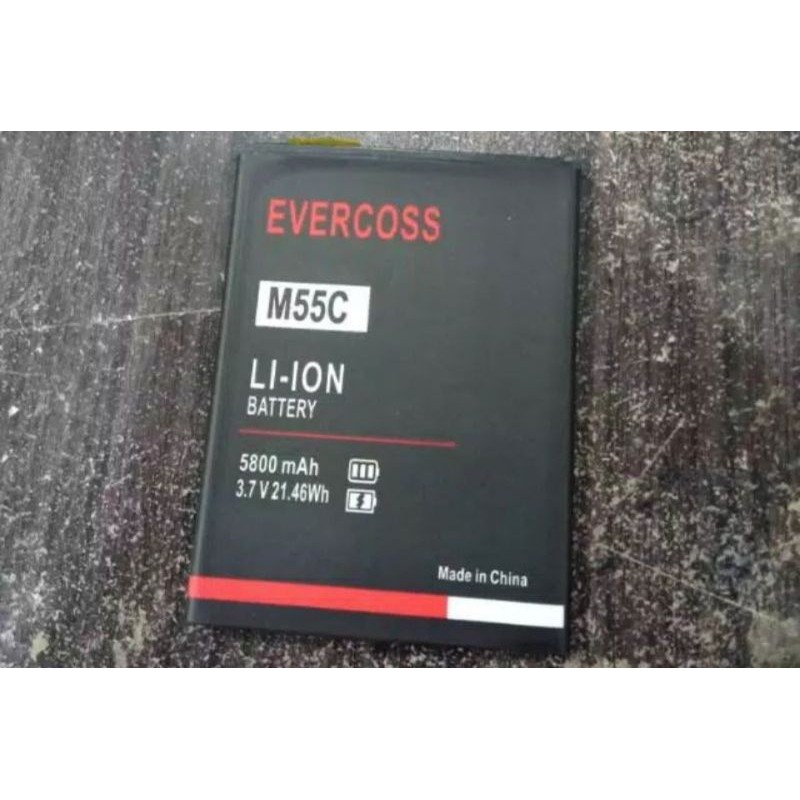 EVERCOSS
M55C
LI-ION
BATTERY
5800 mAh
3.7 V 21.46Wh
Made in China